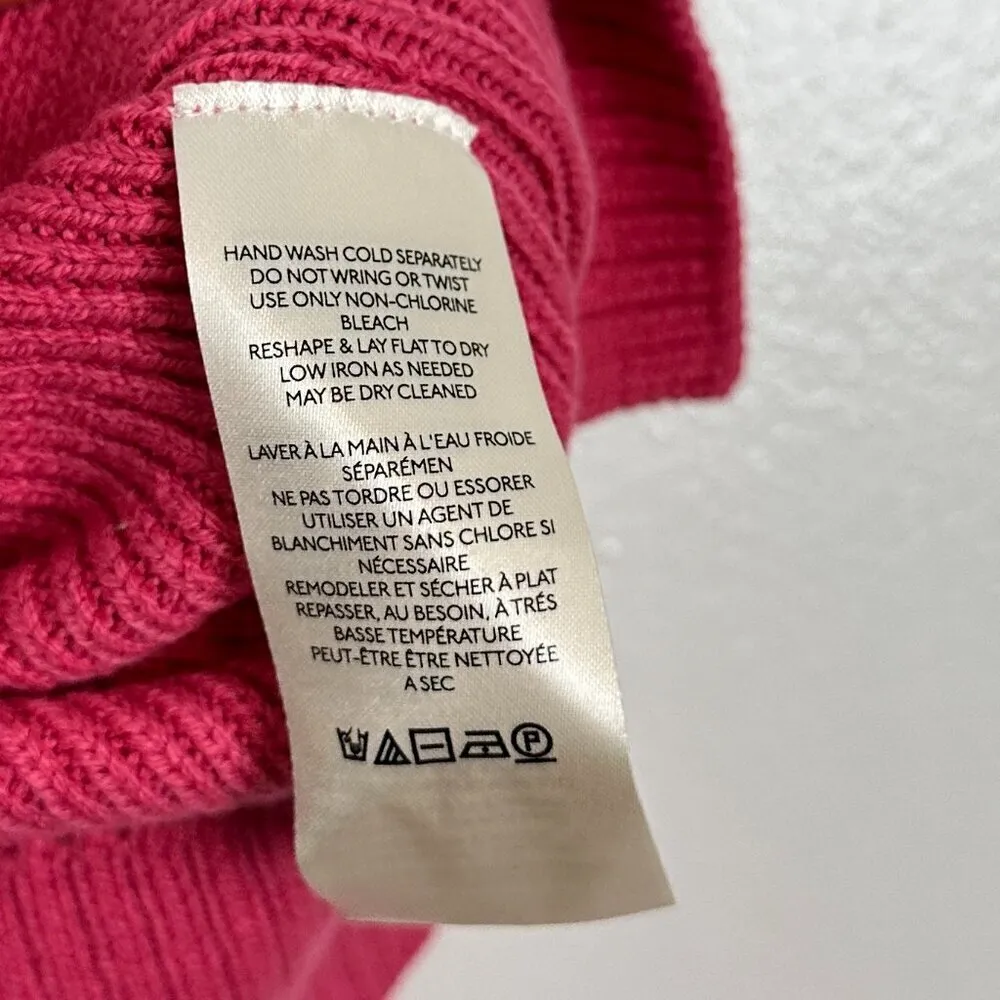 HAND WASH COLD SEPARATELY
DO NOT WRING OR TWIST
USE ONLY NON-CHLORINE
BLEACH
RESHAPE & LAY FLAT TO DRY
LOW IRON AS NEEDED
MAY BE DRY CLEANED
LAVER À LA MAIN À L'EAU FROIDE
SÉPARÉMEN
NE PAS TORDRE OU ESSORER
UTILISER UN AGENT DE
BLANCHIMENT SANS CHLORE SI
NÉCESSAIRE
REMODELER ET SÉCHER À PLAT
REPASSER, AU BESOIN, À TRÉS
BASSE TEMPÉRATURE
PEUT-ÊTRE ÊTRE NETTOYÉE
A SEC
P